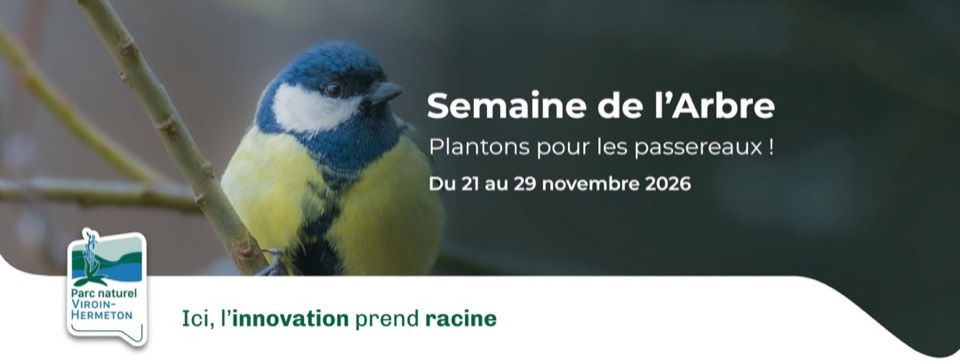 Semaine de l’Arbre
Plantons pour les passereaux !
Du 21 au 29 novembre 2026
Parc naturel
VIROIN-
HERMETON
Ici, l’innovation prend racine